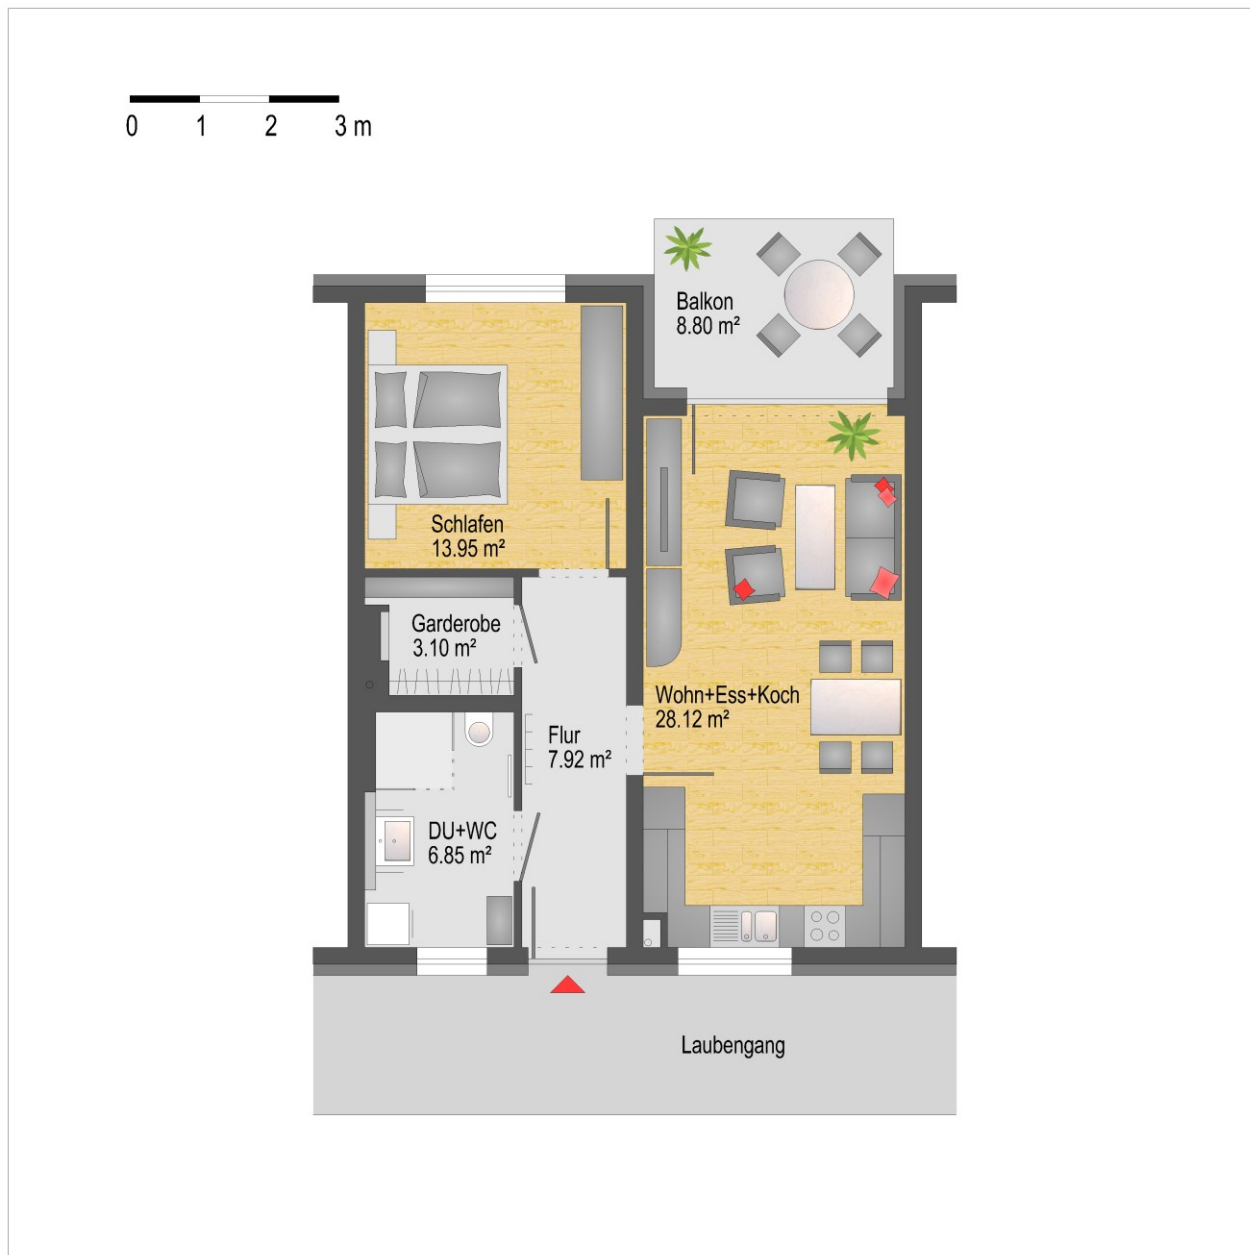 0 1 2 3 m
Balkon
8.80 m²
Schlafen
13.95 m²
Garderobe
3.10 m²
Wohn+Ess+Koch
28.12 m²
Flur
7.92 m²
DU+WC
6.85 m²
Laubengang